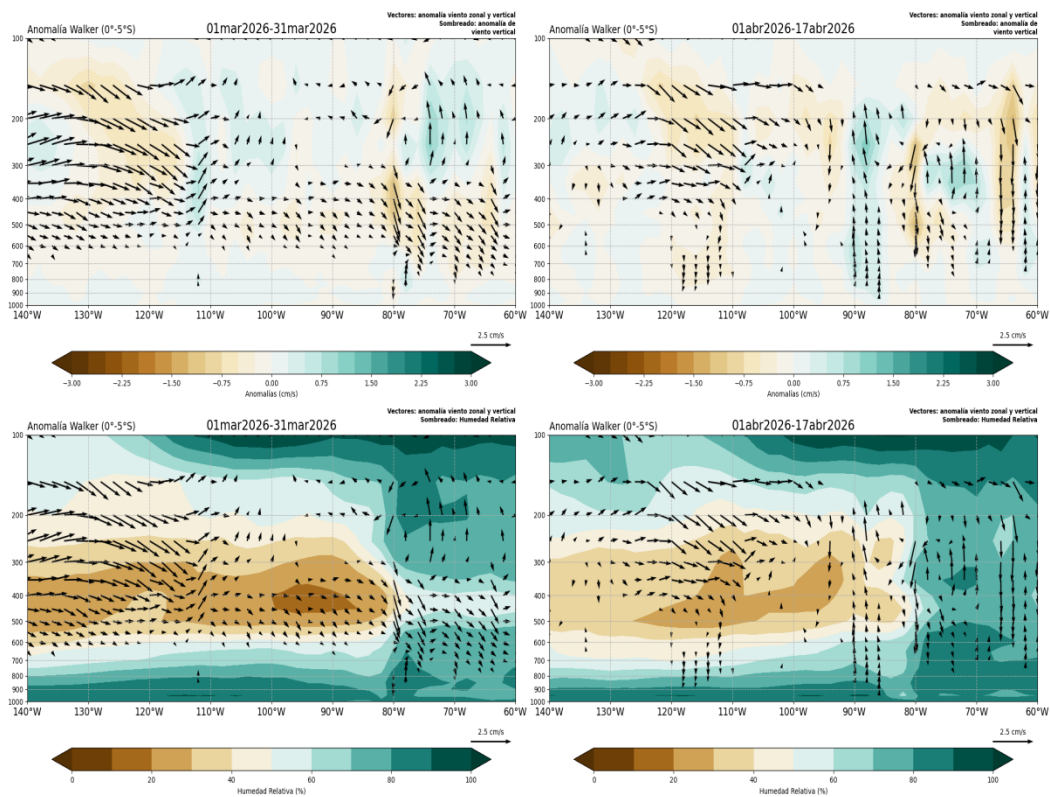 Vectores: anomalía viento zonal y vertical
Sombreado: anomalía de
viento vertical
Anomalía Walker (0°-5°S)
01mar2026-31mar2026
100
200
300
400
500
600
700
800
900
1000
140°W 130°W 120°W 110°W 100°W 90°W 80°W 70°W 60°W
2.5 cm/s
−3.00 −2.25 −1.50 −0.75 0.00 0.75 1.50 2.25 3.00
Anomalías (cm/s)
Vectores: anomalía viento zonal y vertical
Sombreado: anomalía de
viento vertical
Anomalía Walker (0°-5°S)
01abr2026-17abr2026
100
200
300
400
500
600
700
800
900
1000
140°W 130°W 120°W 110°W 100°W 90°W 80°W 70°W 60°W
2.5 cm/s
−3.00 −2.25 −1.50 −0.75 0.00 0.75 1.50 2.25 3.00
Anomalías (cm/s)
Vectores: anomalía viento zonal y vertical
Sombreado: Humedad Relativa
Anomalía Walker (0°-5°S)
01mar2026-31mar2026
100
200
300
400
500
600
700
800
900
1000
140°W 130°W 120°W 110°W 100°W 90°W 80°W 70°W 60°W
2.5 cm/s
0 20 40 60 80 100
Humedad Relativa (%)
Vectores: anomalía viento zonal y vertical
Sombreado: Humedad Relativa
Anomalía Walker (0°-5°S)
01abr2026-17abr2026
100
200
300
400
500
600
700
800
900
1000
140°W 130°W 120°W 110°W 100°W 90°W 80°W 70°W 60°W
2.5 cm/s
0 20 40 60 80 100
Humedad Relativa (%)